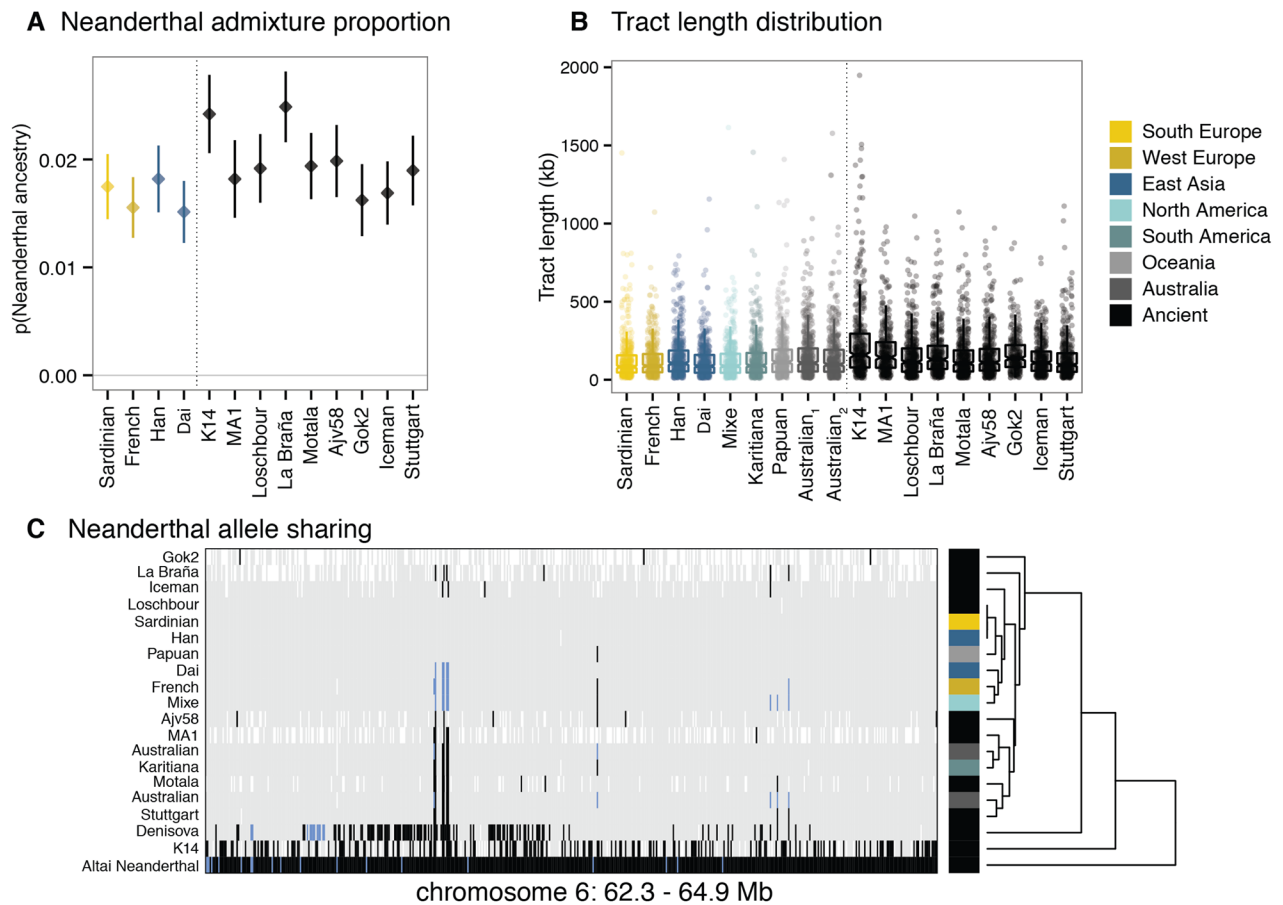 A Neanderthal admixture proportion
p(Neanderthal ancestry)
0.02
0.01
0.00
Sardinian
French
Han
Dai
K14
MA1
Loschbour
La Braña
Motala
Ajv58
Gok2
Iceman
Stuttgart
B Tract length distribution
Tract length (kb)
2000
1500
1000
500
0
Sardinian
French
Han
Dai
Mixe
Karitiana
Papuan
Australian1
Australian2
K14
MA1
Loschbour
La Braña
Motala
Ajv58
Gok2
Iceman
Stuttgart
South Europe
West Europe
East Asia
North America
South America
Oceania
Australia
Ancient
C Neanderthal allele sharing
Gok2
La Braña
Iceman
Loschbour
Sardinian
Han
Papuan
Dai
French
Mixe
Ajv58
MA1
Australian
Karitiana
Motala
Australian
Stuttgart
Denisova
K14
Altai Neanderthal
chromosome 6: 62.3 - 64.9 Mb